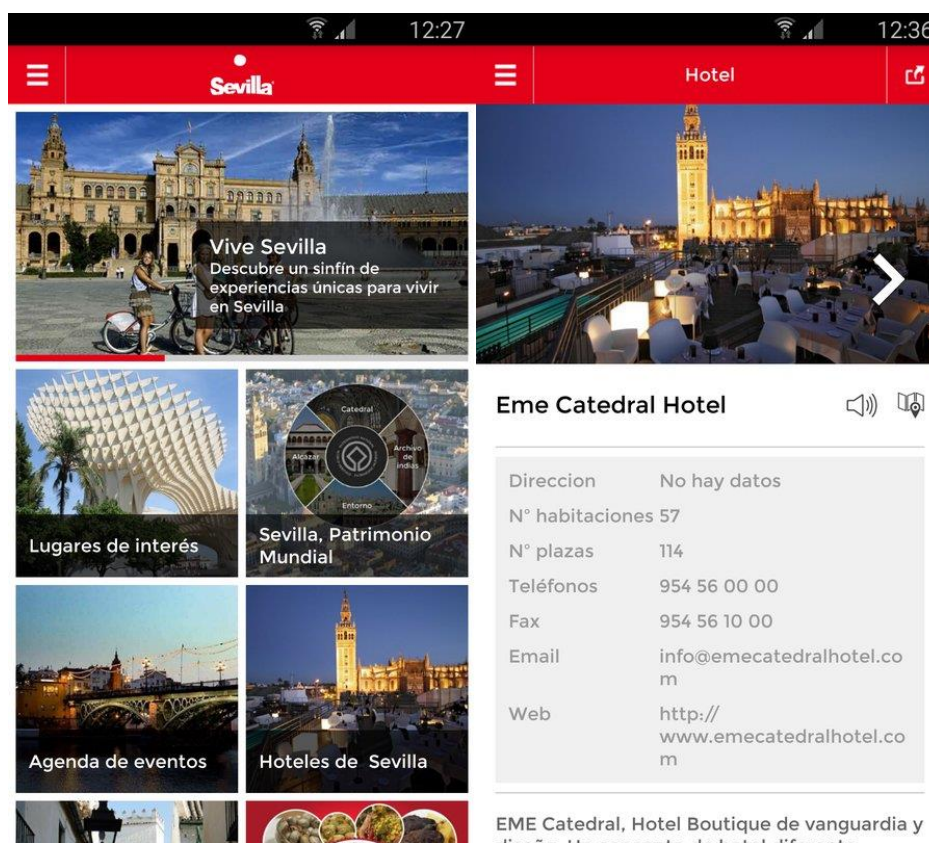 12:27
Sevilla
Vive Sevilla
Descubre un sinfín de
experiencias únicas para vivir
en Sevilla
Lugares de interés
Catedral
Alcazar
Archivo
de
indias
Entorno
Sevilla, Patrimonio
Mundial
Agenda de eventos
Hoteles de Sevilla
12:36
Hotel
Eme Catedral Hotel
Direccion No hay datos
N° habitaciones 57
N° plazas 114
Teléfonos 954 56 00 00
Fax 954 56 10 00
Email info@emecatedralhotel.co
m
Web http://
www.emecatedralhotel.co
m
EME Catedral, Hotel Boutique de vanguardia y